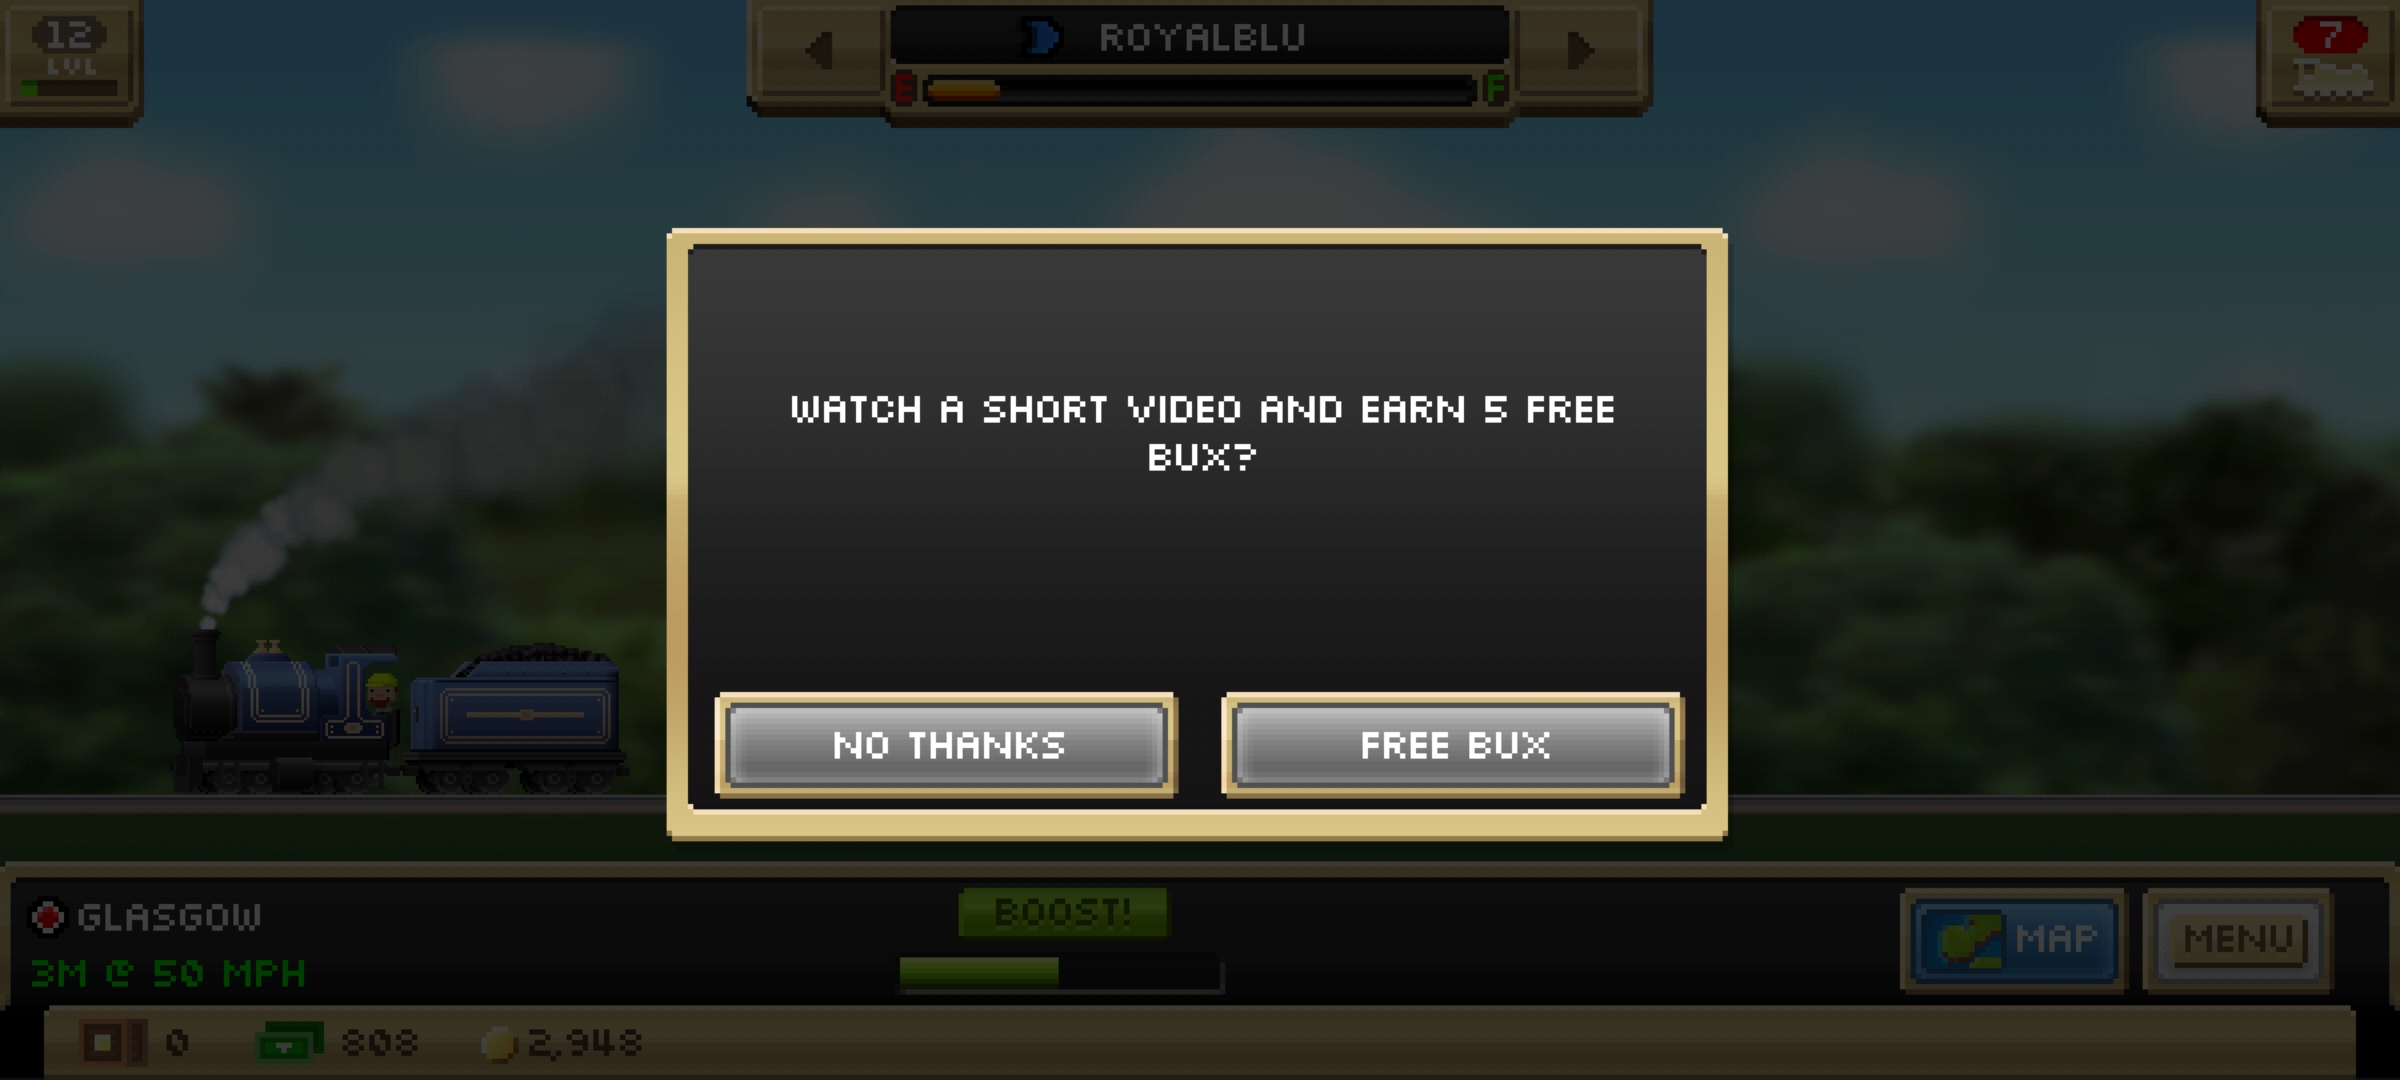 12
LVL
ROYALBLU
E F
7
WATCH A SHORT VIDEO AND EARN 5 FREE
BUX?
NO THANKS
FREE BUX
GLASGOW
3M @ 50 MPH
BOOST!
MAP
MENU
0
808
2,948